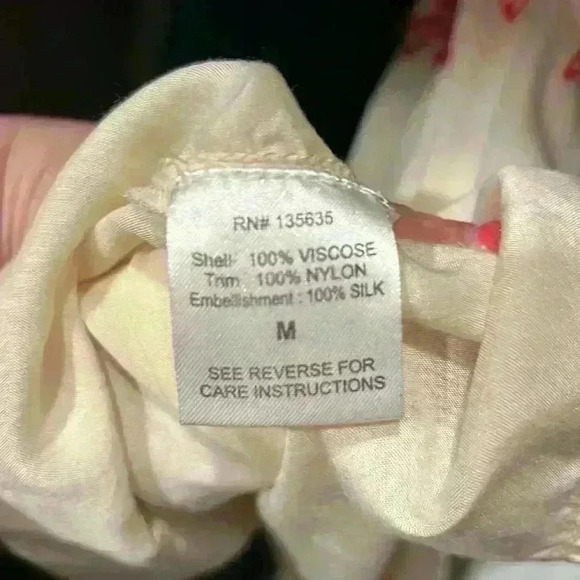 RN# 135635
Shell: 100% VISCOSE
Trim 100% NYLON
Embellishment : 100% SILK
M
SEE REVERSE FOR
CARE INSTRUCTIONS